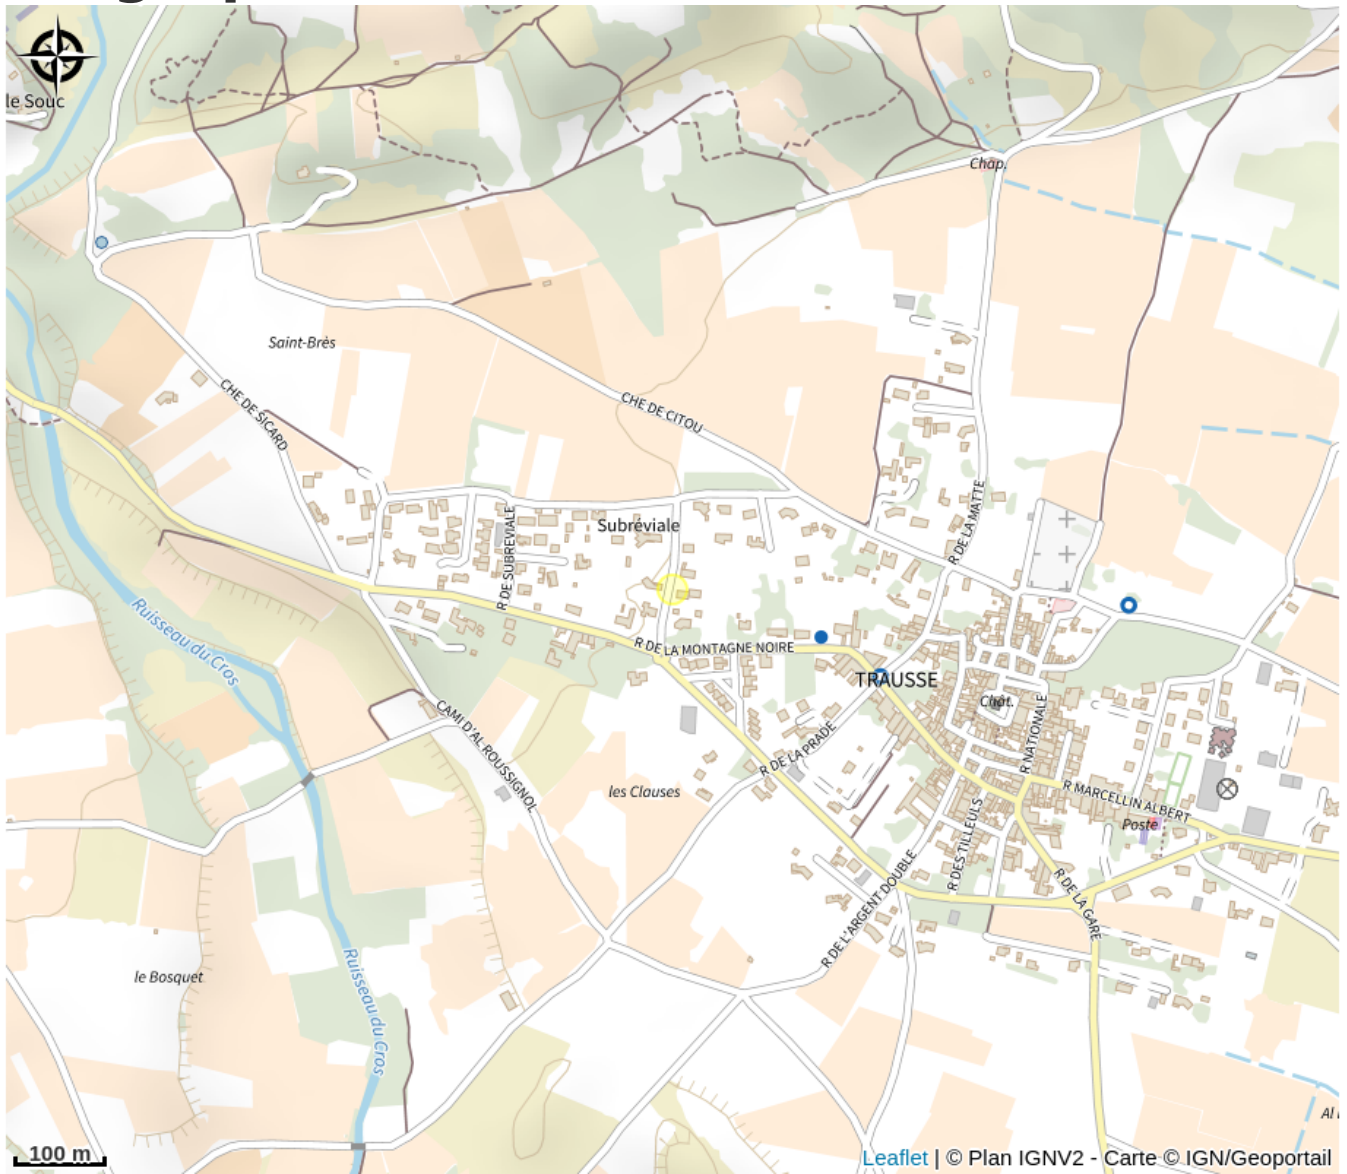 le Souc
Chap.
Saint-Brès
CHE DE SICARD
CHE DE CITOU
R DE LA MATTE
Subréviale
R DE SUBREVIALE
Ruisseau du Cros
R DE LA MONTAGNE NOIRE
TRAUSSE
Chât.
R NATIONALE
CAMI D'AL ROUSSIGNOL
R DE LA PRADE
les Clauses
R MARCELLIN ALBERT
Poste
R DES TILLEULS
R DE L'ARGENT DOUBLE
R DE LA GARE
le Bosquet
Ruisseau du Cros
Al
100 m
Leaflet | © Plan IGNV2 - Carte © IGN/Geoportail